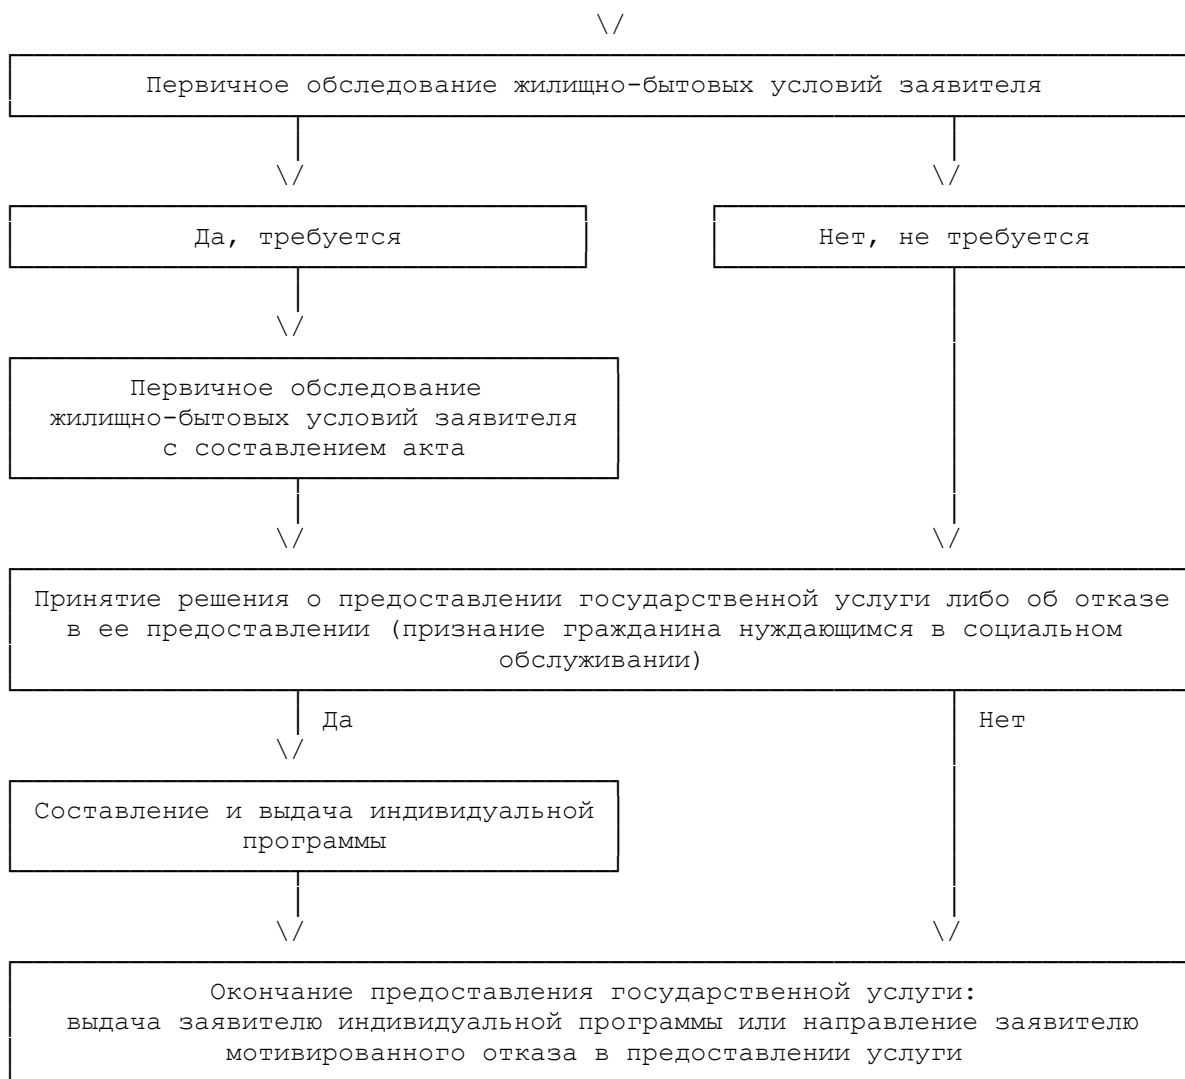 Первичное обследование жилищно-бытовых условий заявителя
Да, требуется
Нет, не требуется
Первичное обследование
жилищно-бытовых условий заявителя
с составлением акта
Принятие решения о предоставлении государственной услуги либо об отказе
в ее предоставлении (признание гражданина нуждающимся в социальном
обслуживании)
Да
Нет
Составление и выдача индивидуальной
программы
Окончание предоставления государственной услуги:
выдача заявителю индивидуальной программы или направление заявителю
мотивированного отказа в предоставлении услуги